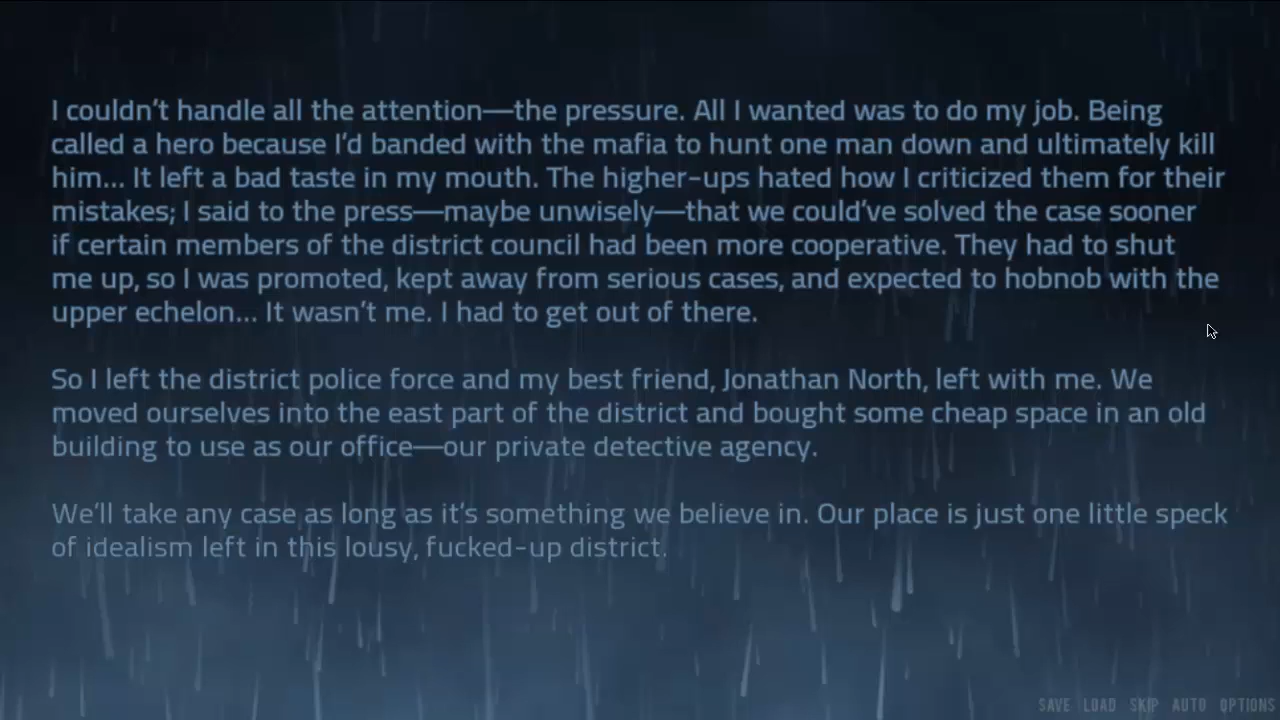 I couldn’t handle all the attention—the pressure. All I wanted was to do my job. Being
called a hero because I’d banded with the mafia to hunt one man down and ultimately kill
him... It left a bad taste in my mouth. The higher-ups hated how I criticized them for their
mistakes; I said to the press—maybe unwisely—that we could’ve solved the case sooner
if certain members of the district council had been more cooperative. They had to shut
me up, so I was promoted, kept away from serious cases, and expected to hobnob with the
upper echelon... It wasn’t me. I had to get out of there.
So I left the district police force and my best friend, Jonathan North, left with me. We
moved ourselves into the east part of the district and bought some cheap space in an old
building to use as our office—our private detective agency.
We’ll take any case as long as it’s something we believe in. Our place is just one little speck
of idealism left in this lousy, fucked-up district.
SAVE LOAD SKIP AUTO OPTIONS